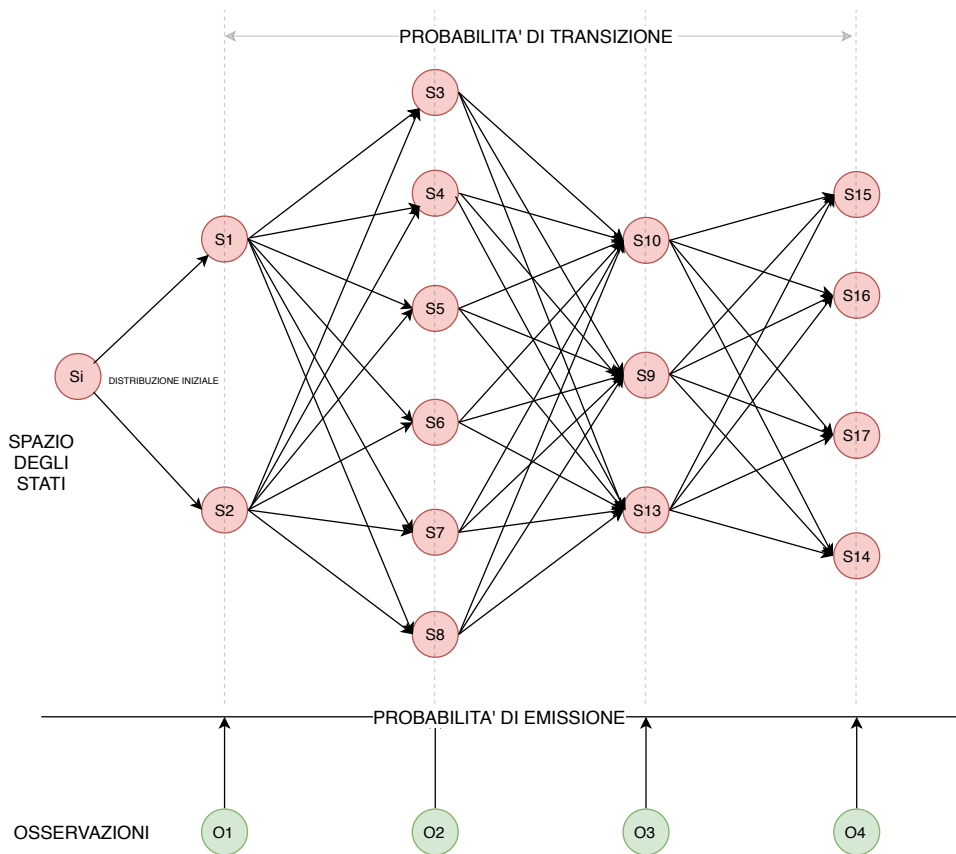 PROBABILITA' DI TRANSIZIONE
S3
S4
S15
S1
S10
S16
S5
Si
DISTRIBUZIONE INIZIALE
S9
SPAZIO
DEGLI
STATI
S6
S17
S2
S13
S7
S14
S8
PROBABILITA' DI EMISSIONE
OSSERVAZIONI
O1
O2
O3
O4